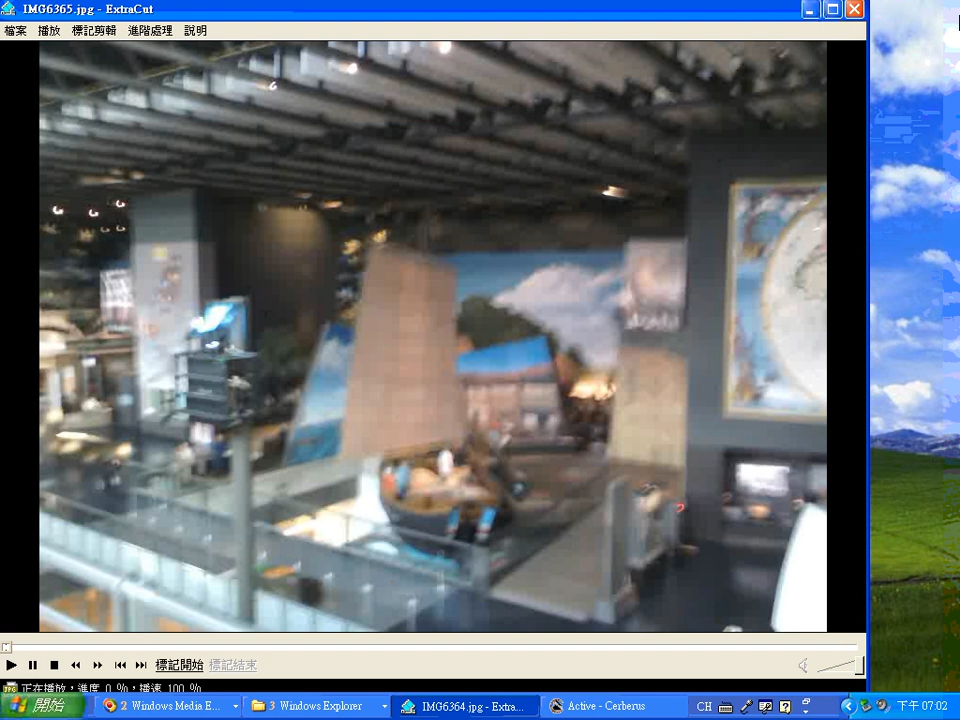 IMG6365.jpg - ExtraCut
檔案 播放 標記剪輯 進階處理 說明
標記開始 標記結束
正在播放，進度 0 %，播速 100 %
開始 2 Windows Media E... 3 Windows Explorer IMG6364.jpg - Extra... Active - Cerberus CH 下午 07:02